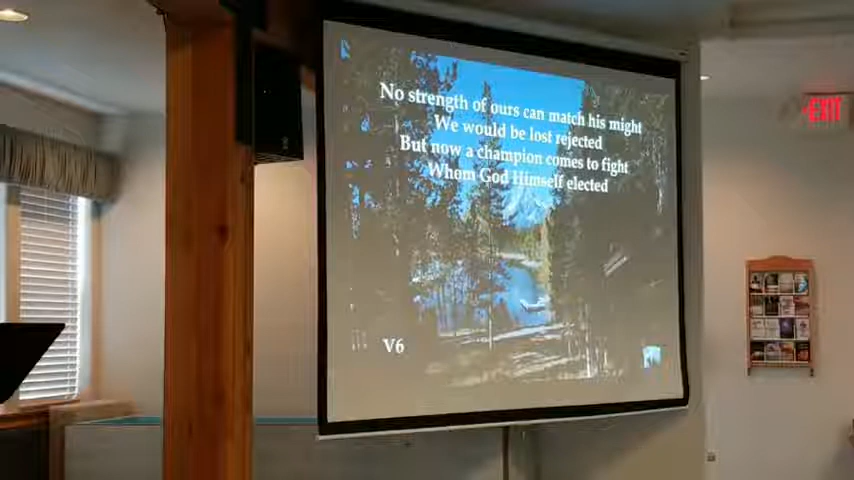 No strength of ours can match his might
We would be lost rejected
But now a champion comes to fight
Whom God Himself elected
V6
EXIT